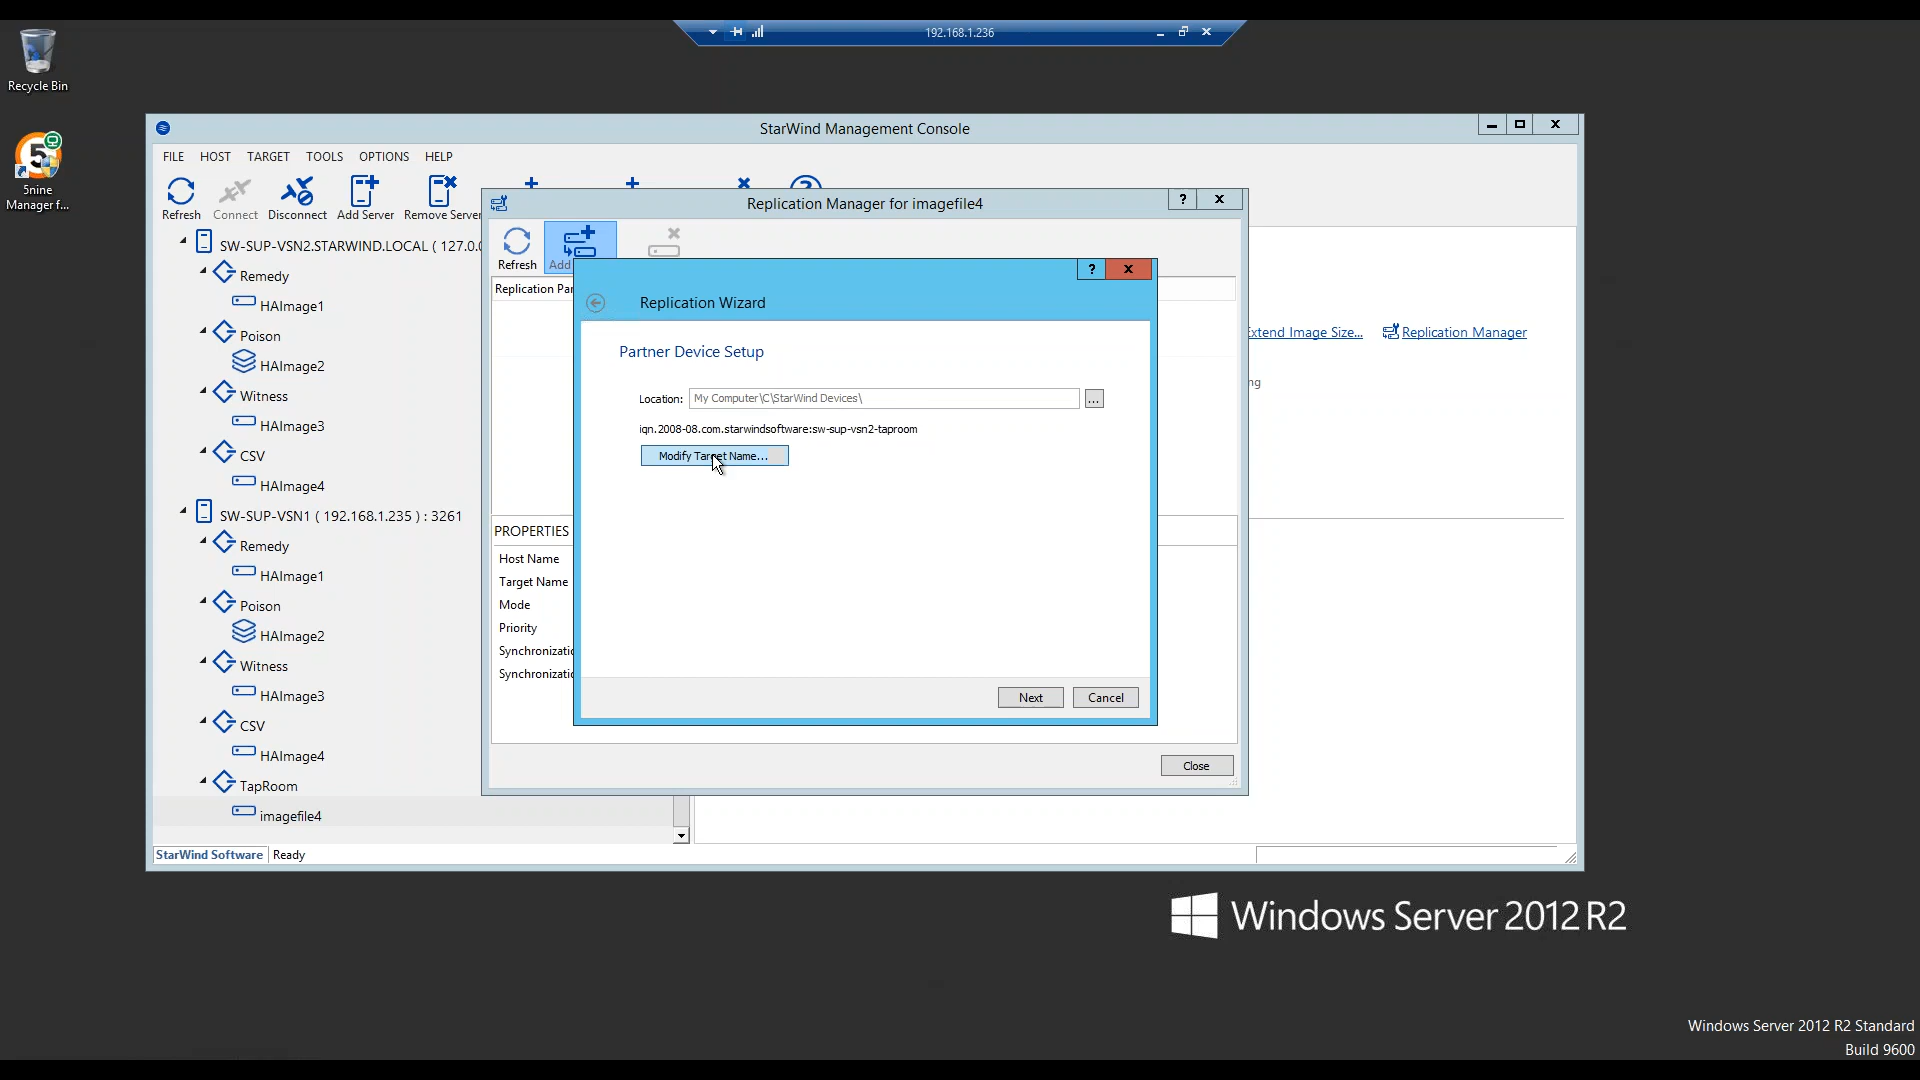 192.168.1.236
Recycle Bin
5nine
Manager f...
StarWind Management Console
FILE HOST TARGET TOOLS OPTIONS HELP
Refresh Connect Disconnect Add Server Remove Server
SW-SUP-VSN2.STARWIND.LOCAL ( 127.0.0
Remedy
HAImage1
Poison
HAImage2
Witness
HAImage3
CSV
HAImage4
SW-SUP-VSN1 ( 192.168.1.235 ) : 3261
Remedy
HAImage1
Poison
HAImage2
Witness
HAImage3
CSV
HAImage4
TapRoom
imagefile4
StarWind Software Ready
Replication Manager for imagefile4
?
Refresh Add
Replication Par
PROPERTIES
Host Name
Target Name
Mode
Priority
Synchronizatio
Synchronizatio
Close
Extend Image Size... Replication Manager
ng
?
Replication Wizard
Partner Device Setup
Location: My Computer\C\StarWind Devices\ ...
iqn.2008-08.com.starwindsoftware:sw-sup-vsn2-taproom
Modify Target Name...
Next Cancel
Windows Server 2012 R2
Windows Server 2012 R2 Standard
Build 9600